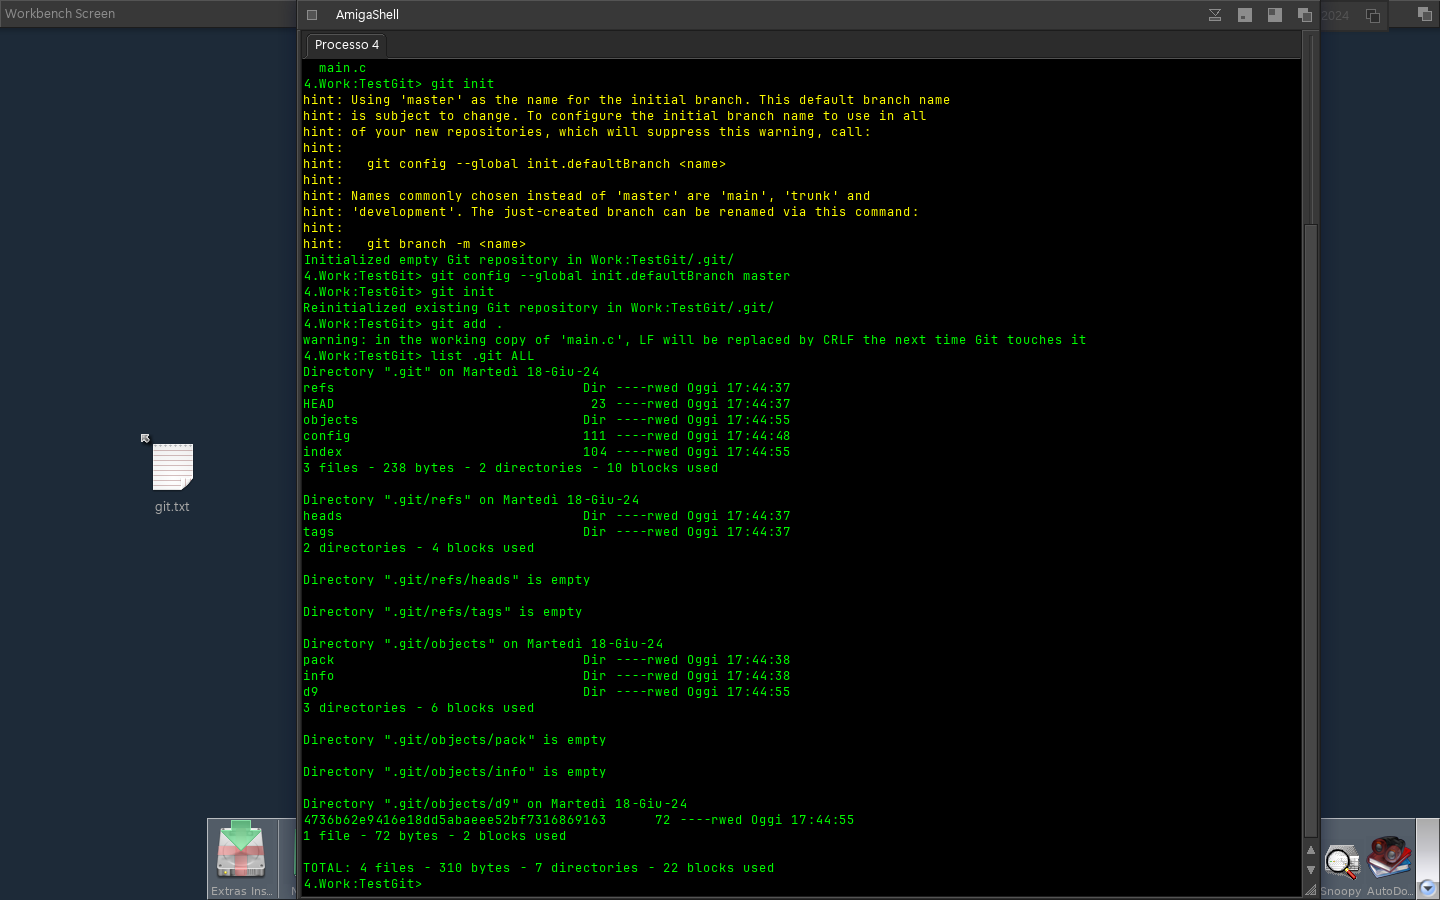 Workbench Screen
AmigaShell
2024
Processo 4
main.c
4.Work:TestGit> git init
hint: Using 'master' as the name for the initial branch. This default branch name
hint: is subject to change. To configure the initial branch name to use in all
hint: of your new repositories, which will suppress this warning, call:
hint:
hint:   git config --global init.defaultBranch <name>
hint:
hint: Names commonly chosen instead of 'master' are 'main', 'trunk' and
hint: 'development'. The just-created branch can be renamed via this command:
hint:
hint:   git branch -m <name>
Initialized empty Git repository in Work:TestGit/.git/
4.Work:TestGit> git config --global init.defaultBranch master
4.Work:TestGit> git init
Reinitialized existing Git repository in Work:TestGit/.git/
4.Work:TestGit> git add .
warning: in the working copy of 'main.c', LF will be replaced by CRLF the next time Git touches it
4.Work:TestGit> list .git ALL
Directory ".git" on Martedì 18-Giu-24
refs                               Dir ----rwed Oggi 17:44:37
HEAD                                23 ----rwed Oggi 17:44:37
objects                            Dir ----rwed Oggi 17:44:55
config                             111 ----rwed Oggi 17:44:48
index                              104 ----rwed Oggi 17:44:55
3 files - 238 bytes - 2 directories - 10 blocks used
Directory ".git/refs" on Martedì 18-Giu-24
heads                              Dir ----rwed Oggi 17:44:37
tags                               Dir ----rwed Oggi 17:44:37
2 directories - 4 blocks used
Directory ".git/refs/heads" is empty
Directory ".git/refs/tags" is empty
Directory ".git/objects" on Martedì 18-Giu-24
pack                               Dir ----rwed Oggi 17:44:38
info                               Dir ----rwed Oggi 17:44:38
d9                                 Dir ----rwed Oggi 17:44:55
3 directories - 6 blocks used
Directory ".git/objects/pack" is empty
Directory ".git/objects/info" is empty
Directory ".git/objects/d9" on Martedì 18-Giu-24
4736b62e9416e18dd5abaeee52bf7316869163      72 ----rwed Oggi 17:44:55
1 file - 72 bytes - 2 blocks used
TOTAL: 4 files - 310 bytes - 7 directories - 22 blocks used
4.Work:TestGit>
git.txt
Extras Ins...
Snoopy
AutoDo...